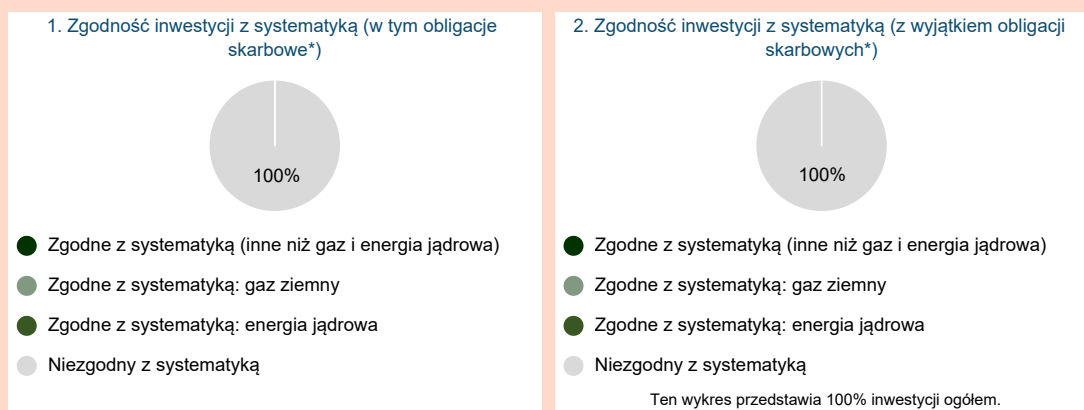 1. Zgodność inwestycji z systematyką (w tym obligacje
skarbowe*)
100%
Zgodne z systematyką (inne niż gaz i energia jądrowa)
Zgodne z systematyką: gaz ziemny
Zgodne z systematyką: energia jądrowa
Niezgodny z systematyką
2. Zgodność inwestycji z systematyką (z wyjątkiem obligacji
skarbowych*)
100%
Zgodne z systematyką (inne niż gaz i energia jądrowa)
Zgodne z systematyką: gaz ziemny
Zgodne z systematyką: energia jądrowa
Niezgodny z systematyką
Ten wykres przedstawia 100% inwestycji ogółem.